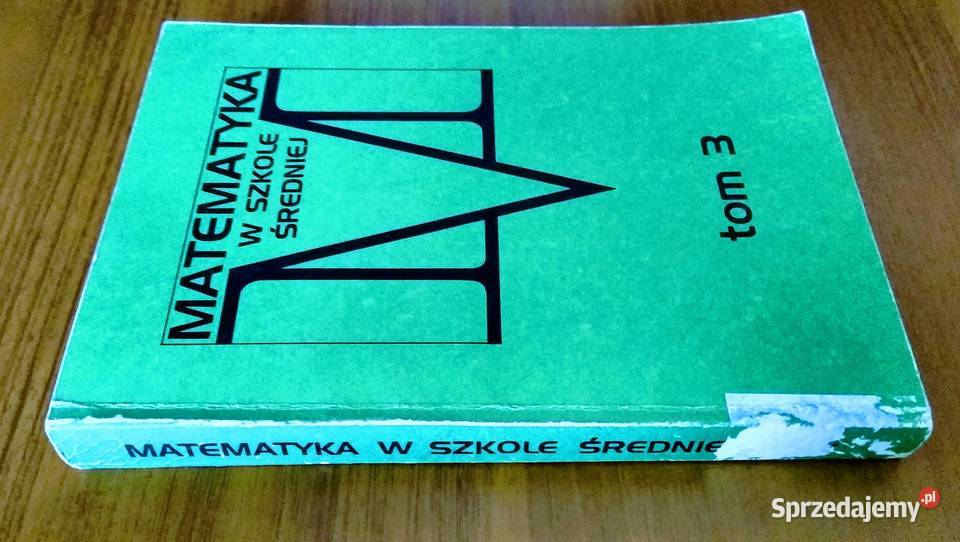 MATEMATYKA
W SZKOLE
ŚREDNIEJ
tom 3
MATEMATYKA W SZKOLE ŚREDNIE
Sprzedajemy.pl